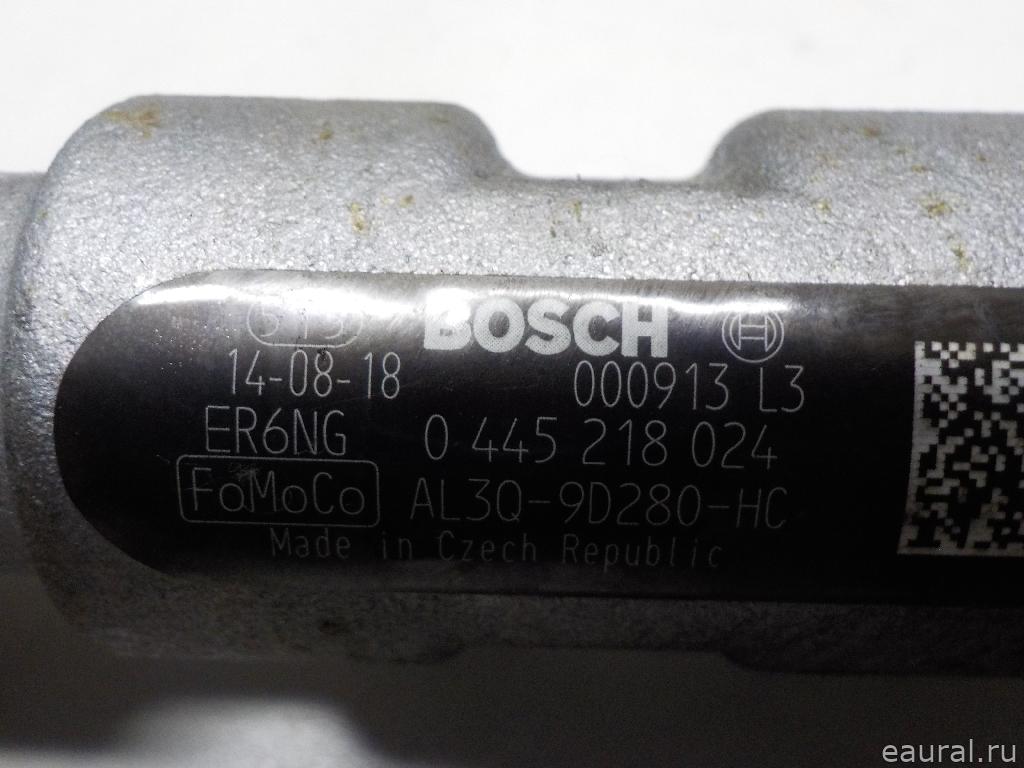 BOSCH
14-08-18 000913 L3
ER6NG 0 445 218 024
FoMoCo AL3Q-9D280-HC
Made in Czech Republic
eaural.ru